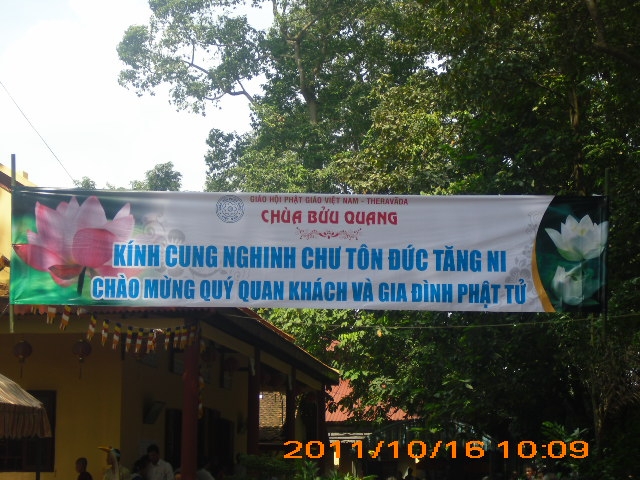 GIÁO HỘI PHẬT GIÁO VIỆT NAM - THERAVĀDA
CHÙA BỬU QUANG
KÍNH CUNG NGHINH CHƯ TÔN ĐỨC TĂNG NI
CHÀO MỪNG QUÝ QUAN KHÁCH VÀ GIA ĐÌNH PHẬT TỬ
2011/10/16 10:09